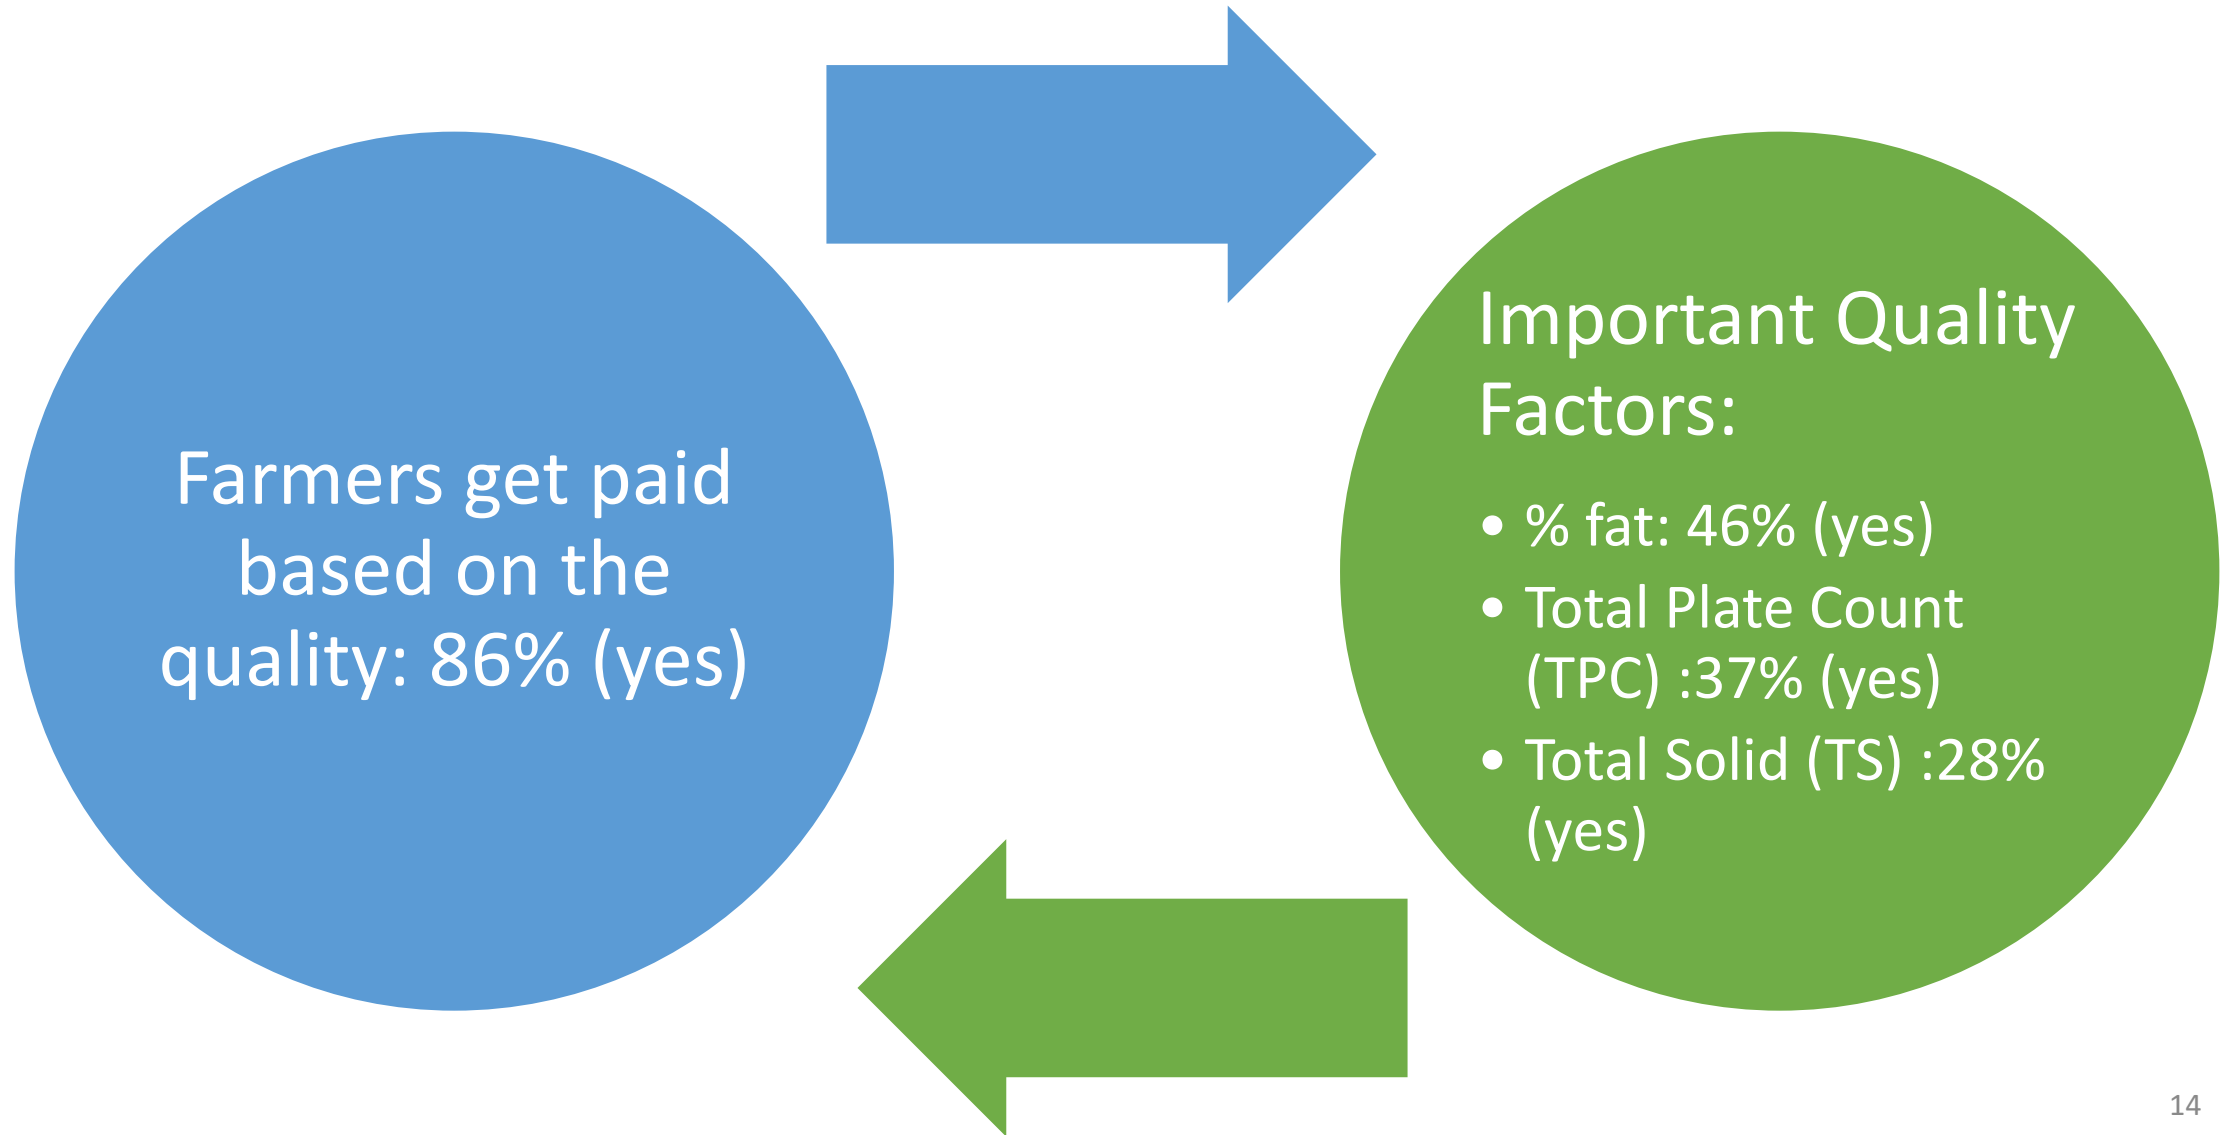 Farmers get paid
based on the
quality: 86% (yes)
Important Quality
Factors:
• % fat: 46% (yes)
• Total Plate Count
(TPC) :37% (yes)
• Total Solid (TS) :28%
(yes)
14